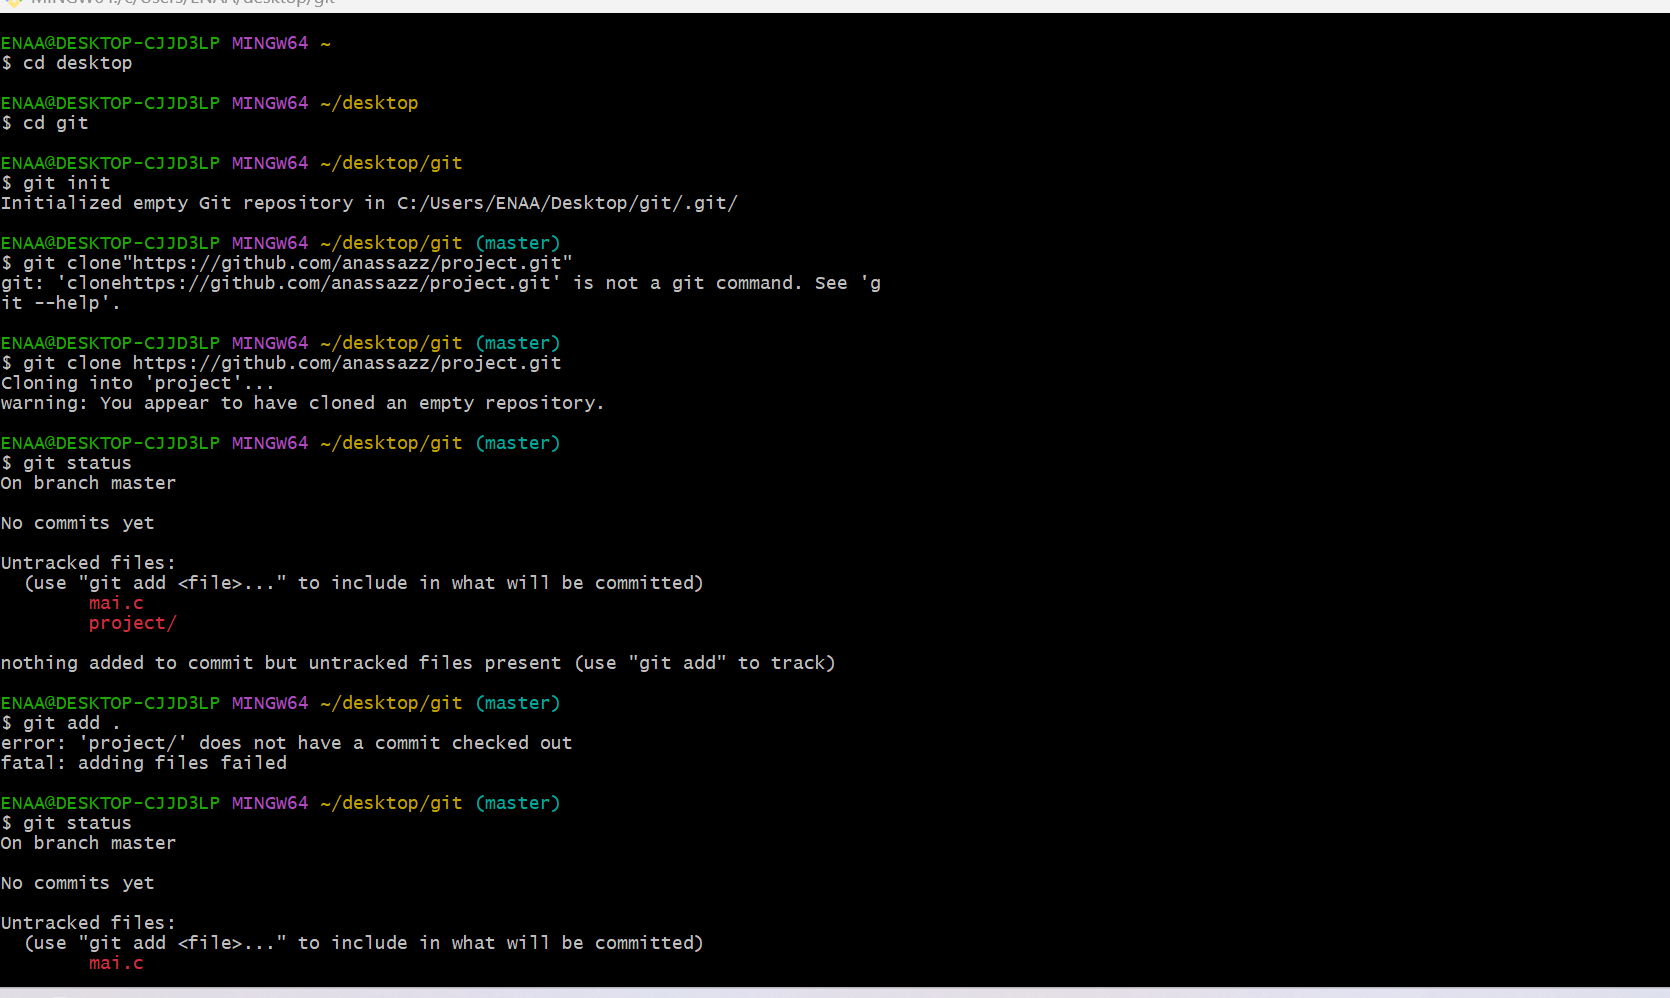 ENAA@DESKTOP-CJJD3LP MINGW64 ~
$ cd desktop
ENAA@DESKTOP-CJJD3LP MINGW64 ~/desktop
$ cd git
ENAA@DESKTOP-CJJD3LP MINGW64 ~/desktop/git
$ git init
Initialized empty Git repository in C:/Users/ENAA/Desktop/git/.git/
ENAA@DESKTOP-CJJD3LP MINGW64 ~/desktop/git (master)
$ git clone"https://github.com/anassazz/project.git"
git: 'clonehttps://github.com/anassazz/project.git' is not a git command. See 'g
it --help'.
ENAA@DESKTOP-CJJD3LP MINGW64 ~/desktop/git (master)
$ git clone https://github.com/anassazz/project.git
Cloning into 'project'...
warning: You appear to have cloned an empty repository.
ENAA@DESKTOP-CJJD3LP MINGW64 ~/desktop/git (master)
$ git status
On branch master
No commits yet
Untracked files:
  (use "git add <file>..." to include in what will be committed)
        mai.c
        project/
nothing added to commit but untracked files present (use "git add" to track)
ENAA@DESKTOP-CJJD3LP MINGW64 ~/desktop/git (master)
$ git add .
error: 'project/' does not have a commit checked out
fatal: adding files failed
ENAA@DESKTOP-CJJD3LP MINGW64 ~/desktop/git (master)
$ git status
On branch master
No commits yet
Untracked files:
  (use "git add <file>..." to include in what will be committed)
        mai.c